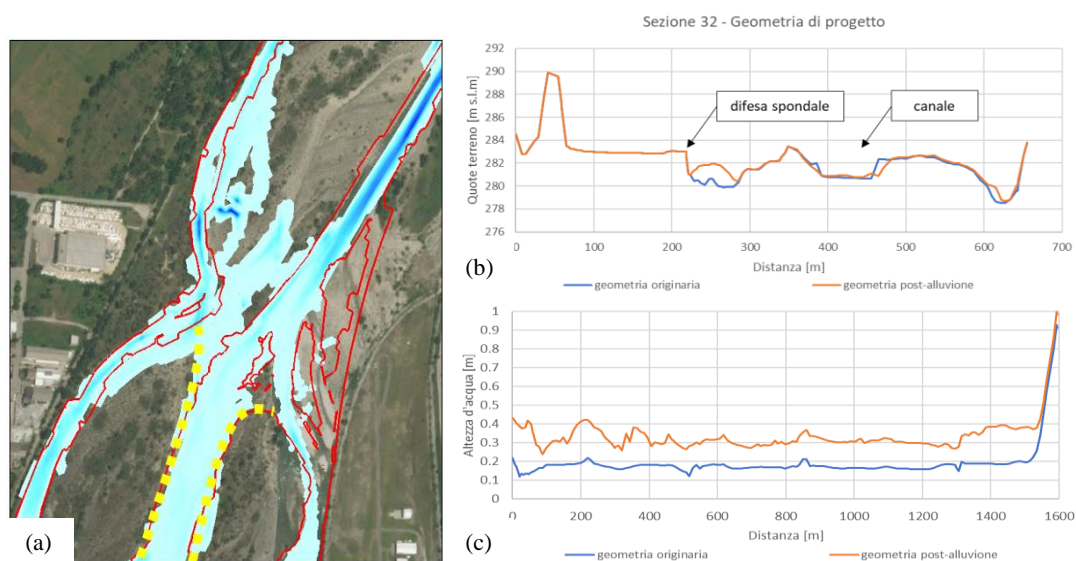 Sezione 32 - Geometria di progetto
Quote terreno [m s.l.m]
292
290
288
286
284
282
280
278
276
difesa spondale
canale
0 100 200 300 400 500 600 700
Distanza [m]
(b)
geometria originaria geometria post-alluvione
Altezza d'acqua [m]
1
0.9
0.8
0.7
0.6
0.5
0.4
0.3
0.2
0.1
0
0 200 400 600 800 1000 1200 1400 1600
Distanza [m]
(a)
(c)
geometria originaria geometria post-alluvione